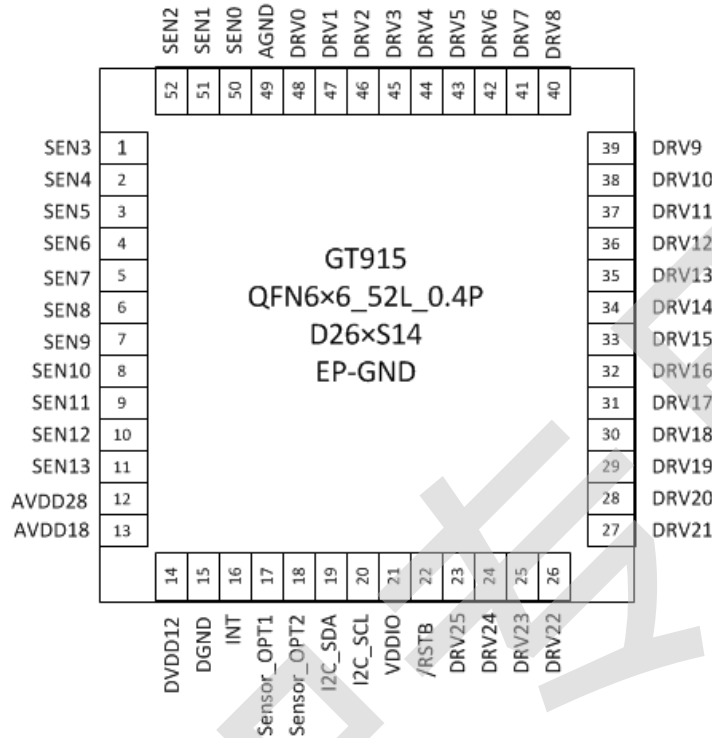 SEN2
SEN1
SEN0
AGND
DRV0
DRV1
DRV2
DRV3
DRV4
DRV5
DRV6
DRV7
DRV8
52
51
50
49
48
47
46
45
44
43
42
41
40
SEN3 1
SEN4 2
SEN5 3
SEN6 4
SEN7 5
SEN8 6
SEN9 7
SEN10 8
SEN11 9
SEN12 10
SEN13 11
AVDD28 12
AVDD18 13
GT915
QFN6×6_52L_0.4P
D26×S14
EP-GND
39 DRV9
38 DRV10
37 DRV11
36 DRV12
35 DRV13
34 DRV14
33 DRV15
32 DRV16
31 DRV17
30 DRV18
29 DRV19
28 DRV20
27 DRV21
14
15
16
17
18
19
20
21
22
23
24
25
26
DVDD12
DGND
INT
Sensor_OPT1
Sensor_OPT2
I2C_SDA
I2C_SCL
VDDIO
/RSTB
DRV25
DRV24
DRV23
DRV22